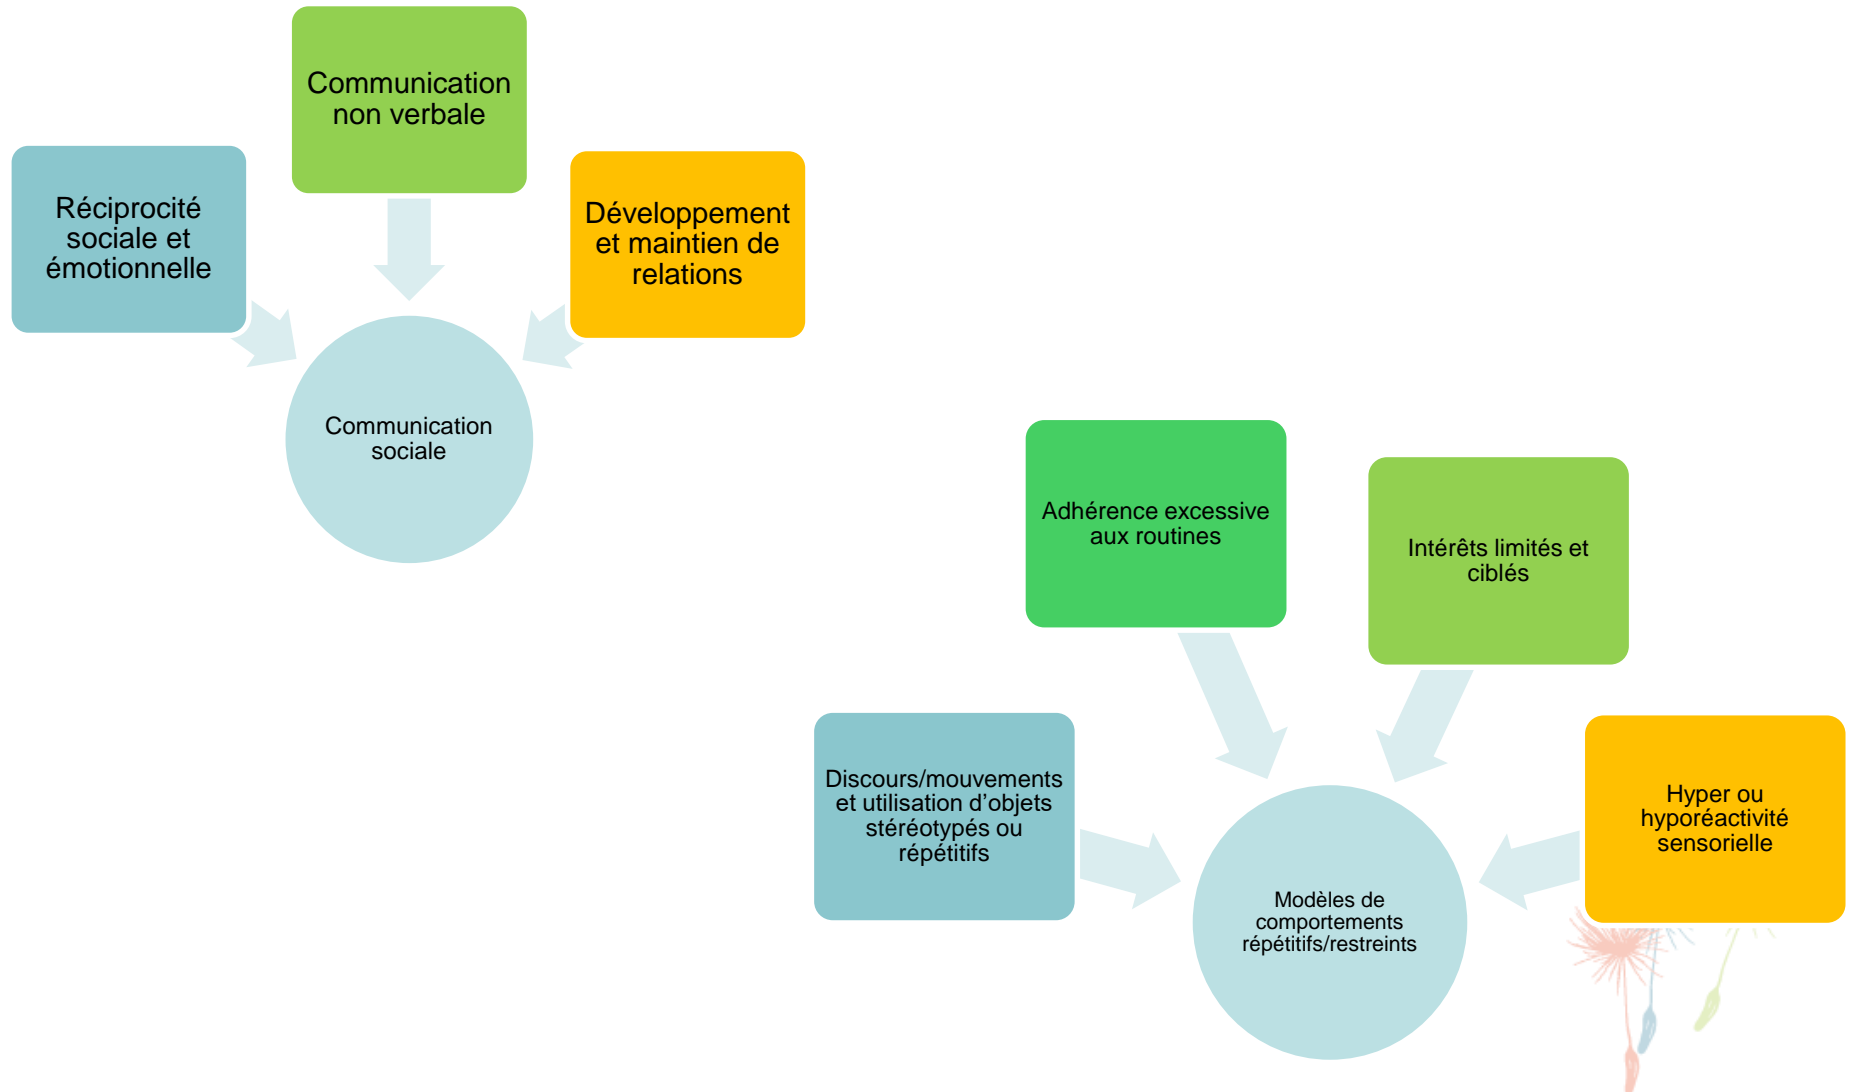 Communication
non verbale
Réciprocité
sociale et
émotionnelle
Développement
et maintien de
relations
Communication
sociale
Adhérence excessive
aux routines
Intérêts limités et
ciblés
Discours/mouvements
et utilisation d’objets
stéréotypés ou
répétitifs
Hyper ou
hyporéactivité
sensorielle
Modèles de
comportements
répétitifs/restreints